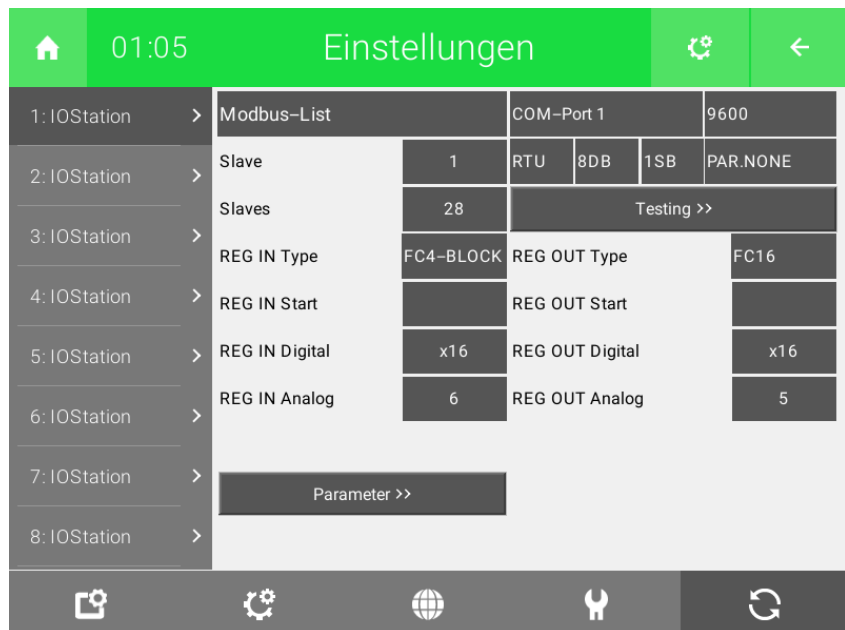 01:05 Einstellungen
1: IOStation
2: IOStation
3: IOStation
4: IOStation
5: IOStation
6: IOStation
7: IOStation
8: IOStation
Modbus-List COM-Port 1 9600
Slave 1 RTU 8DB 1SB PAR.NONE
Slaves 28 Testing >>
REG IN Type FC4-BLOCK REG OUT Type FC16
REG IN Start REG OUT Start
REG IN Digital x16 REG OUT Digital x16
REG IN Analog 6 REG OUT Analog 5
Parameter >>